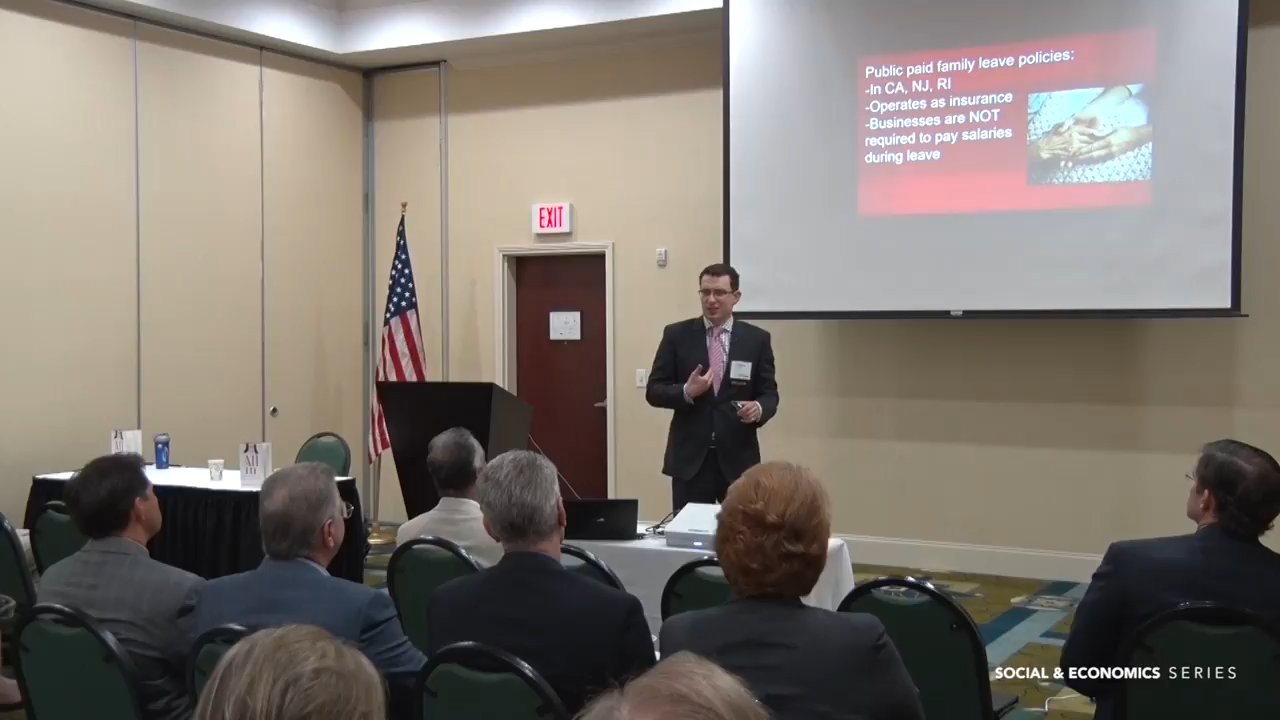 Public paid family leave policies:
-In CA, NJ, RI
-Operates as insurance
-Businesses are NOT
required to pay salaries
during leave
EXIT
SOCIAL & ECONOMICS SERIES